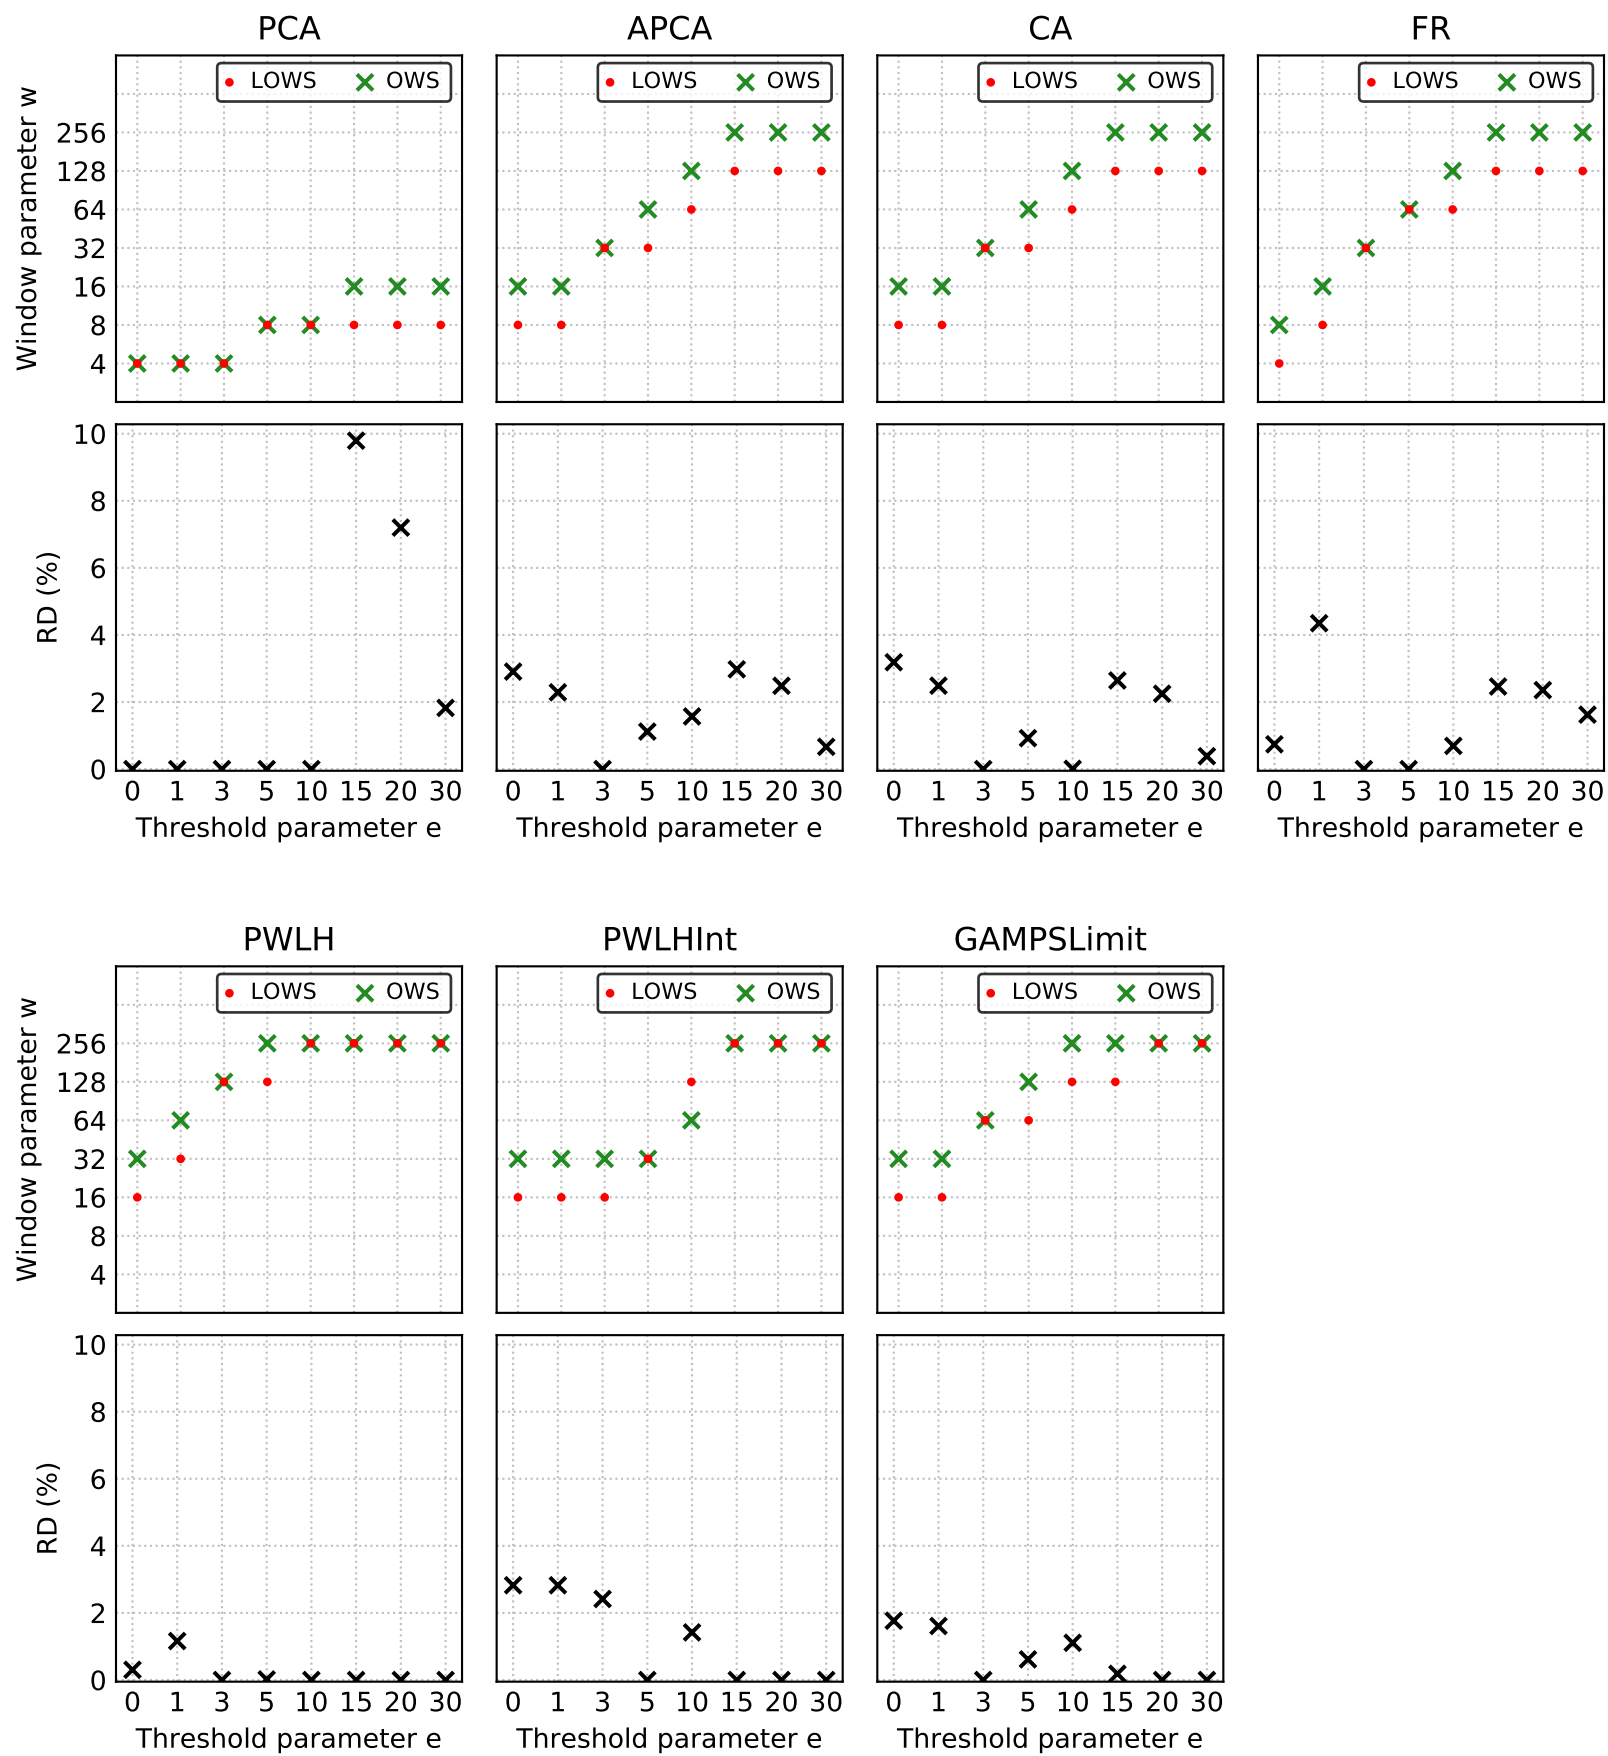 PCA APCA CA FR
LOWS OWS LOWS OWS LOWS OWS LOWS OWS
Window parameter w
256
128
64
32
16
8
4
RD (%)
10
8
6
4
2
0
0 1 3 5 10 15 20 30 0 1 3 5 10 15 20 30 0 1 3 5 10 15 20 30 0 1 3 5 10 15 20 30
Threshold parameter e Threshold parameter e Threshold parameter e Threshold parameter e
PWLH PWLHInt GAMPSLimit
LOWS OWS LOWS OWS LOWS OWS
Window parameter w
256
128
64
32
16
8
4
RD (%)
10
8
6
4
2
0
0 1 3 5 10 15 20 30 0 1 3 5 10 15 20 30 0 1 3 5 10 15 20 30
Threshold parameter e Threshold parameter e Threshold parameter e